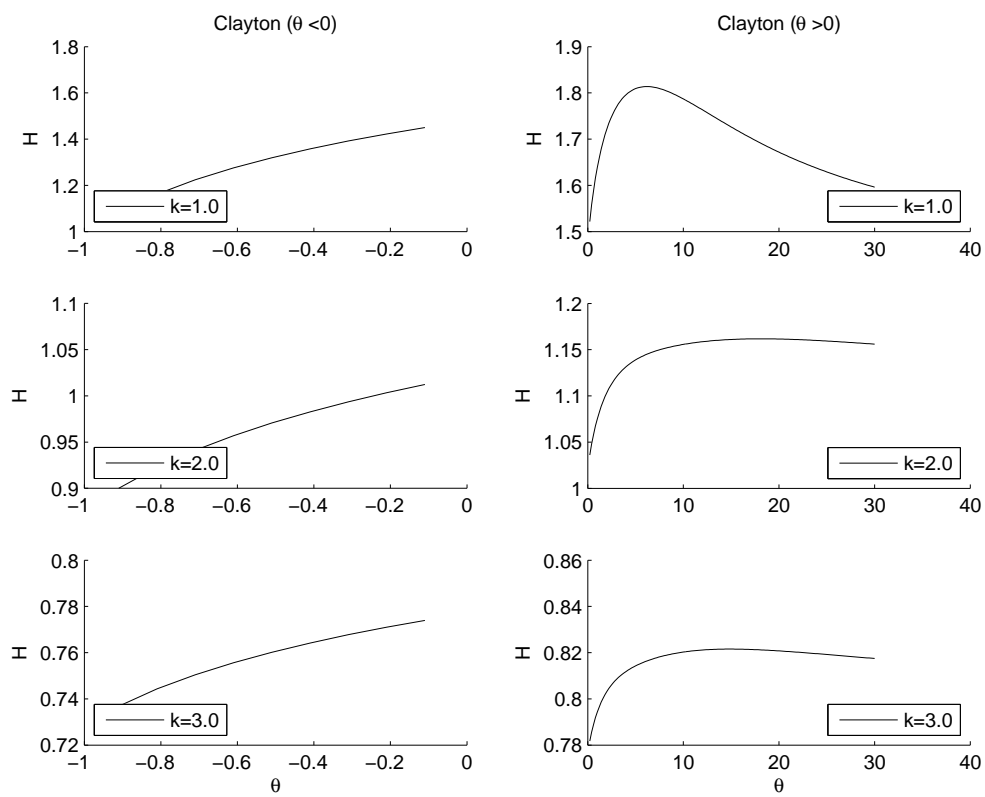 Clayton (θ <0)
Clayton (θ >0)
1.8
1.6
1.4
1.2
1
H
k=1.0
−1 −0.8 −0.6 −0.4 −0.2 0
1.9
1.8
1.7
1.6
1.5
H
k=1.0
0 10 20 30 40
1.1
1.05
1
0.95
0.9
H
k=2.0
−1 −0.8 −0.6 −0.4 −0.2 0
1.2
1.15
1.1
1.05
1
H
k=2.0
0 10 20 30 40
0.8
0.78
0.76
0.74
0.72
H
k=3.0
−1 −0.8 −0.6 −0.4 −0.2 0
θ
0.86
0.84
0.82
0.8
0.78
H
k=3.0
0 10 20 30 40
θ